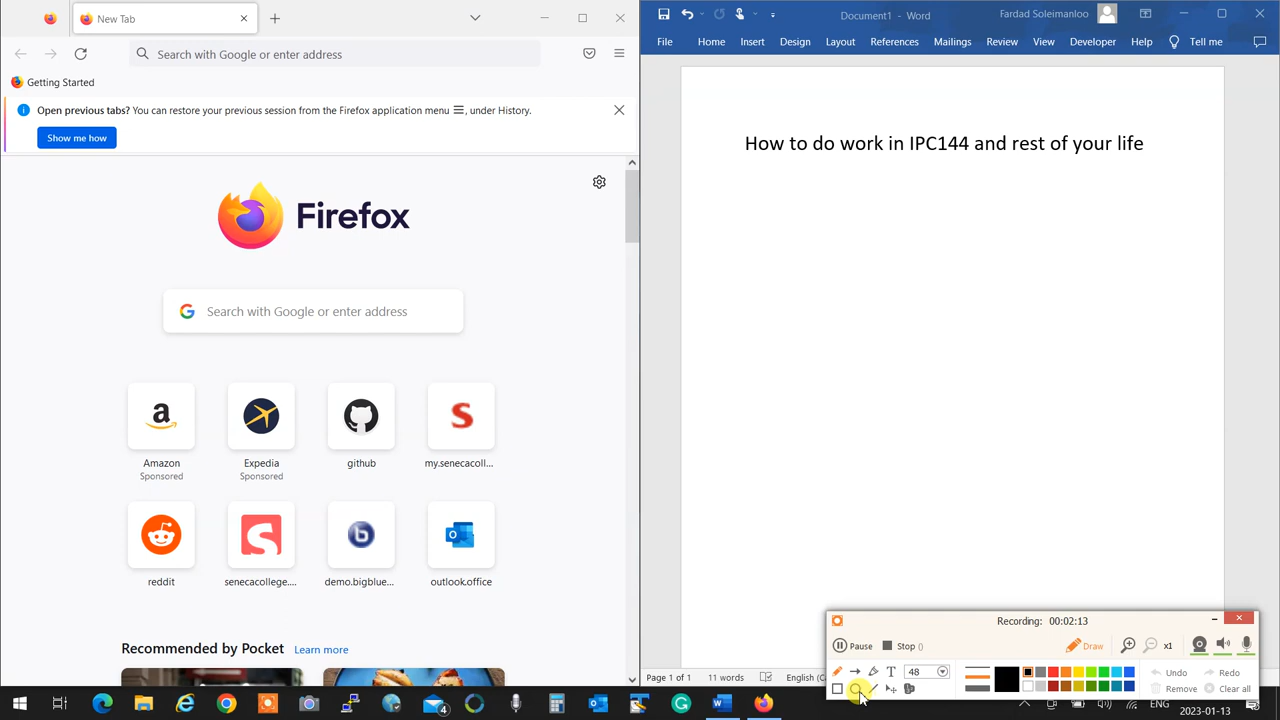 New Tab
Search with Google or enter address
Getting Started
Open previous tabs? You can restore your previous session from the Firefox application menu ☰, under History.
Show me how
Firefox
Search with Google or enter address
Amazon
Sponsored
Expedia
Sponsored
github
my.senecacoll...
reddit
senecacollege....
demo.bigblue...
outlook.office
Recommended by Pocket Learn more
Document1 - Word
Fardad Soleimanloo
File Home Insert Design Layout References Mailings Review View Developer Help Tell me
How to do work in IPC144 and rest of your life
Recording: 00:02:13
Pause Stop () Draw x1
T 48 Undo Redo
Remove Clear all
Page 1 of 1 11 words English (C
4 ENG 2023-01-13